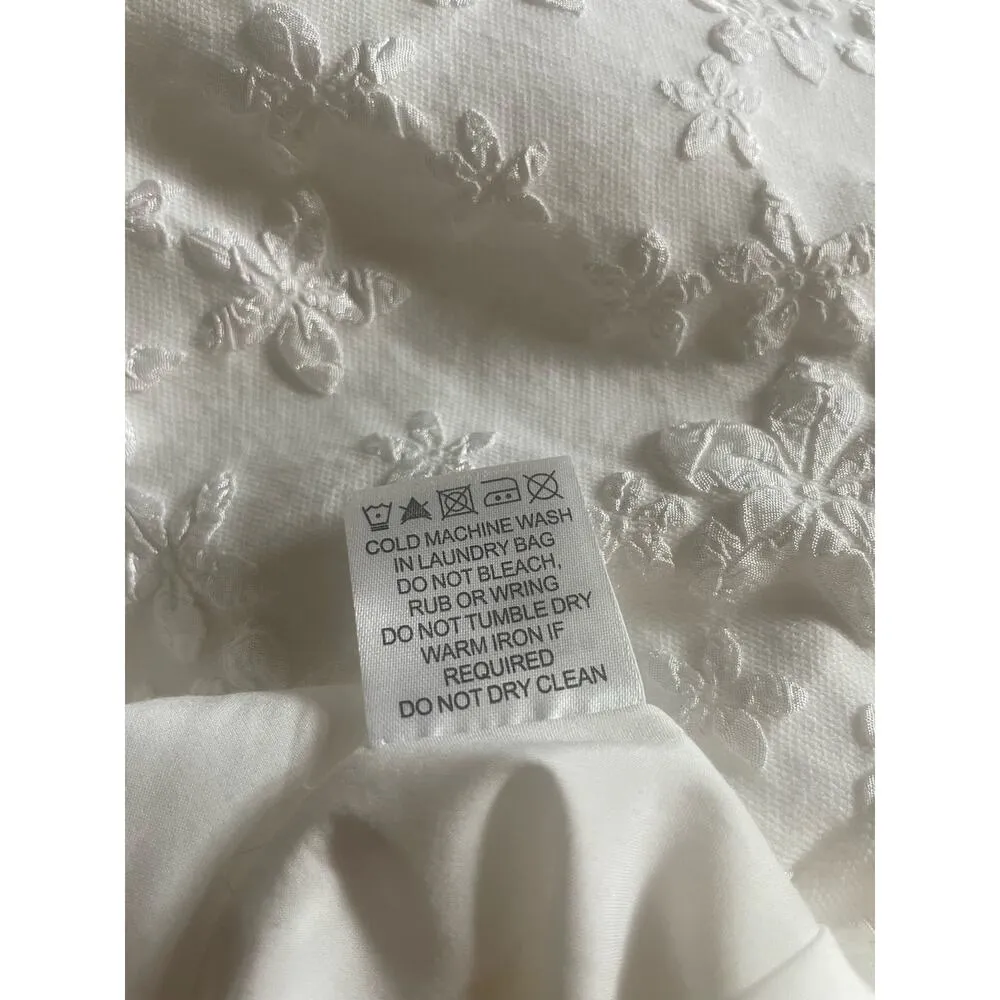 COLD MACHINE WASH
IN LAUNDRY BAG
DO NOT BLEACH,
RUB OR WRING
DO NOT TUMBLE DRY
WARM IRON IF
REQUIRED
DO NOT DRY CLEAN